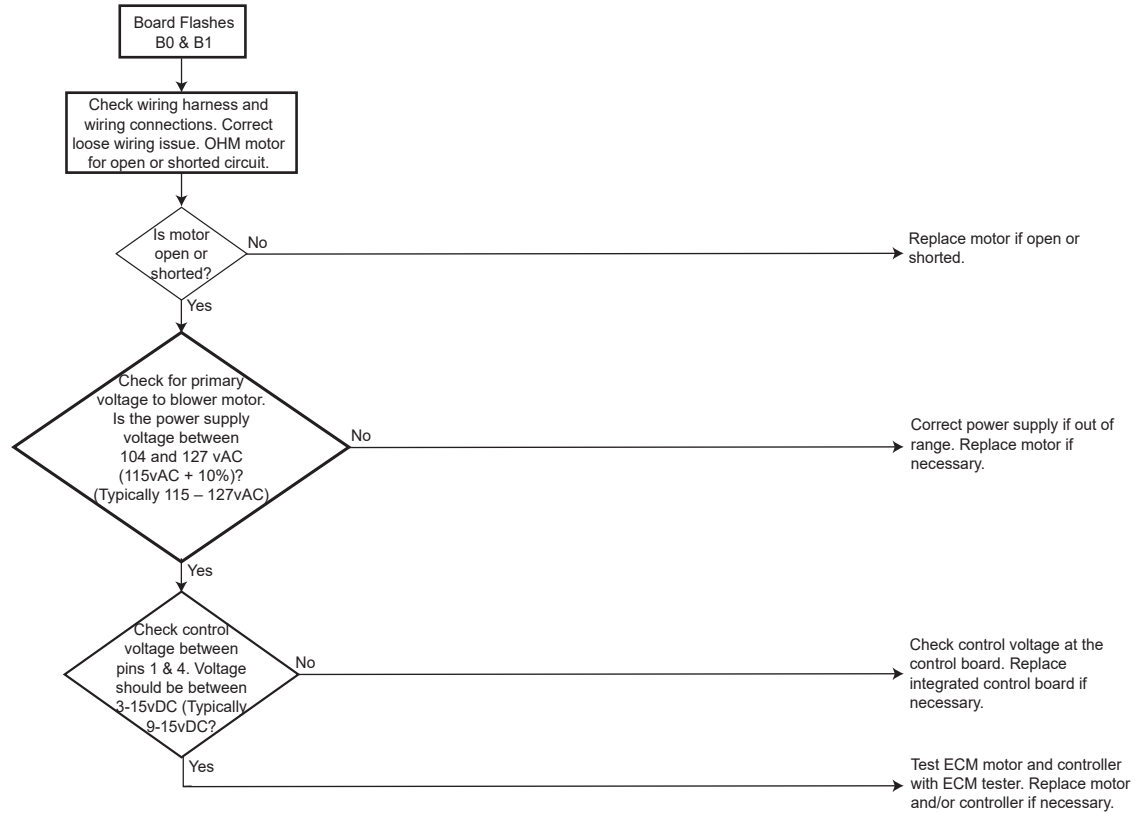 Board Flashes
B0 & B1
Check wiring harness and
wiring connections. Correct
loose wiring issue. OHM motor
for open or shorted circuit.
Is motor
open or
shorted?
No
Replace motor if open or
shorted.
Yes
Check for primary
voltage to blower motor.
Is the power supply
voltage between
104 and 127 vAC
(115vAC + 10%)?
(Typically 115 – 127vAC)
No
Correct power supply if out of
range. Replace motor if
necessary.
Yes
Check control
voltage between
pins 1 & 4. Voltage
should be between
3-15vDC (Typically
9-15vDC?
No
Check control voltage at the
control board. Replace
integrated control board if
necessary.
Yes
Test ECM motor and controller
with ECM tester. Replace motor
and/or controller if necessary.